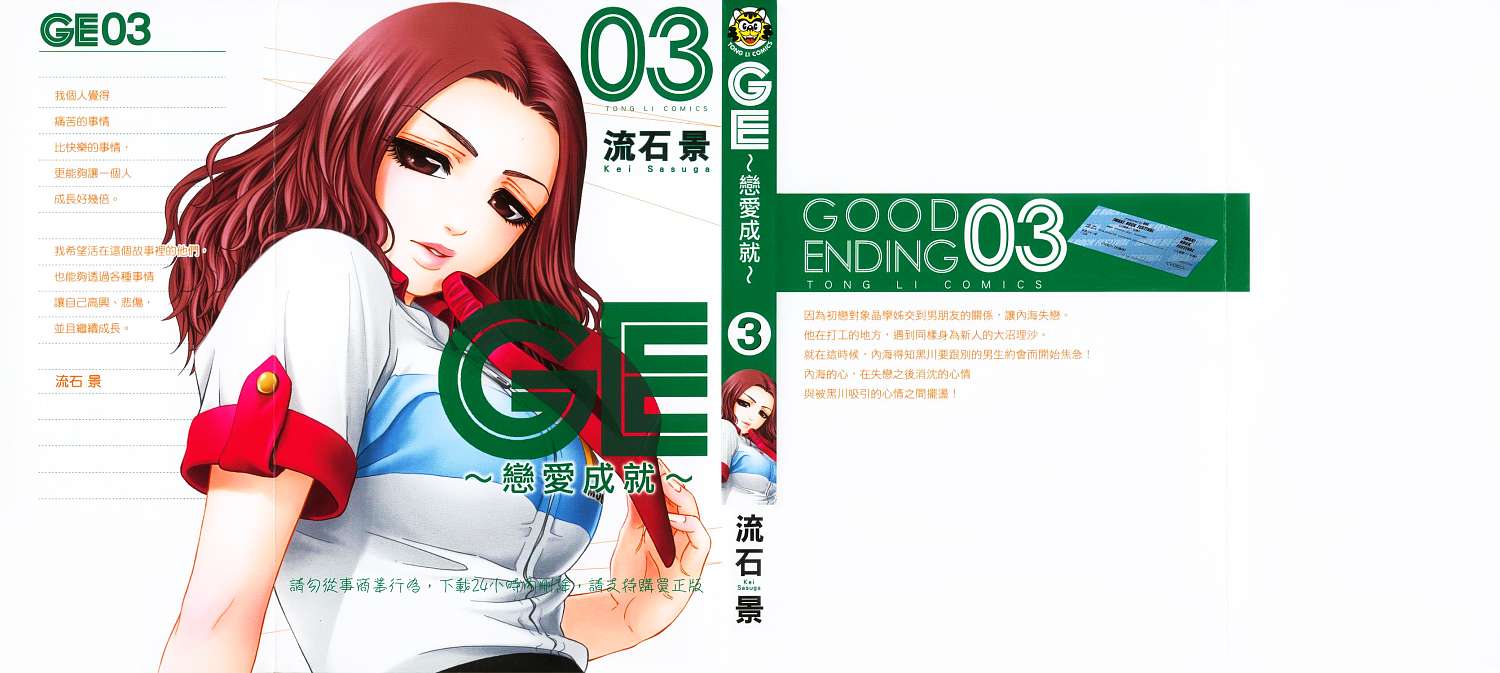 GE03
我個人覺得
痛苦的事情
比快樂的事情，
更能夠讓一個人
成長好幾倍。
我希望活在這個故事裡的他們，
也能夠透過各種事情
讓自己高興、悲傷，
並且繼續成長。
流石 景
03
TONG LI COMICS
流石 景
Kei Sasuga
GE
～戀愛成就～
請勿從事商業行為，下載24小時內刪除，請支持購買正版
TONG LI COMICS
GE
～戀愛成就～
3
流石景
Kei
Sasuga
GOOD
ENDING 03
TONG LI COMICS
因為初戀對象晶學姊交到男朋友的關係，讓內海失戀。
他在打工的地方，遇到同樣身為新人的大沼理沙。
就在這時候，內海得知黑川要跟別的男生約會而開始焦急！
內海的心，在失戀之後消沈的心情
與被黑川吸引的心情之間擺盪！